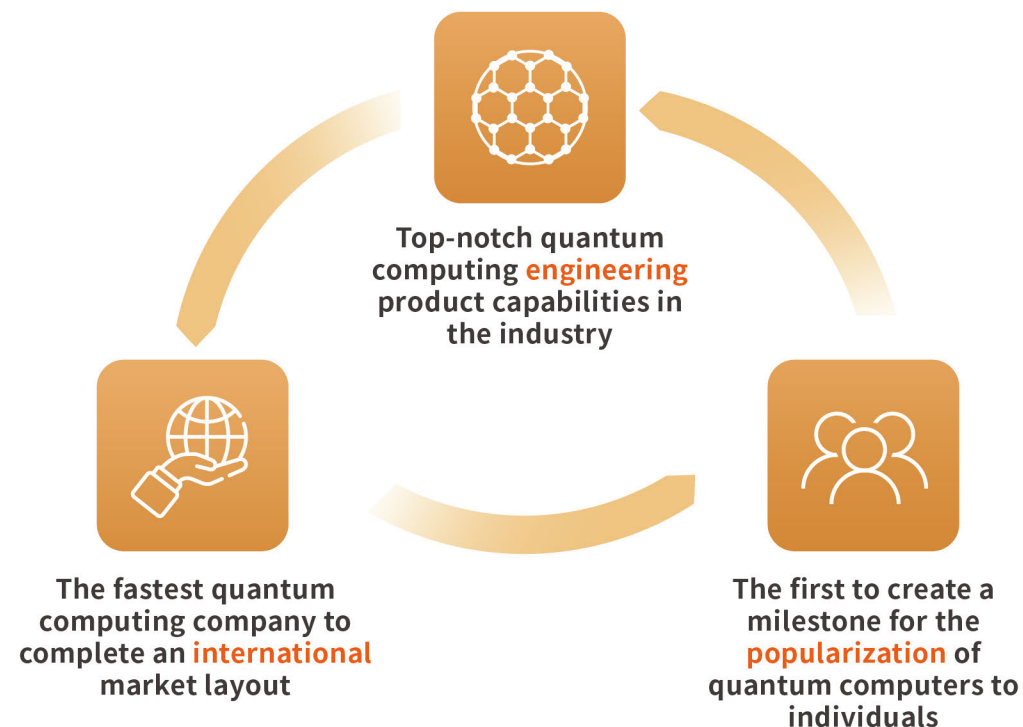 Top-notch quantum
computing engineering
product capabilities in
the industry
The fastest quantum
computing company to
complete an international
market layout
The first to create a
milestone for the
popularization of
quantum computers to
individuals